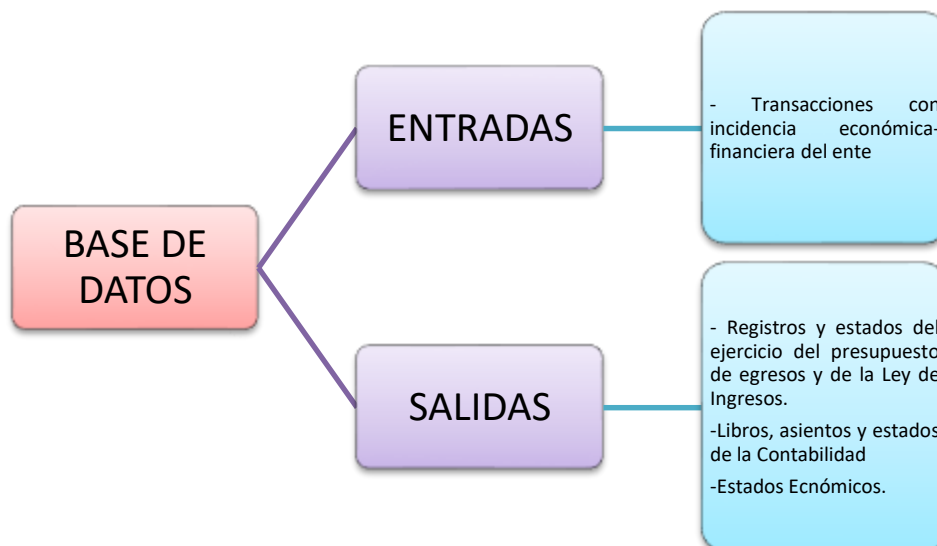 BASE DE
DATOS
ENTRADAS
- Transacciones con
incidencia económica-
financiera del ente
SALIDAS
- Registros y estados del
ejercicio del presupuesto
de egresos y de la Ley de
Ingresos.
-Libros, asientos y estados
de la Contabilidad
-Estados Ecnómicos.